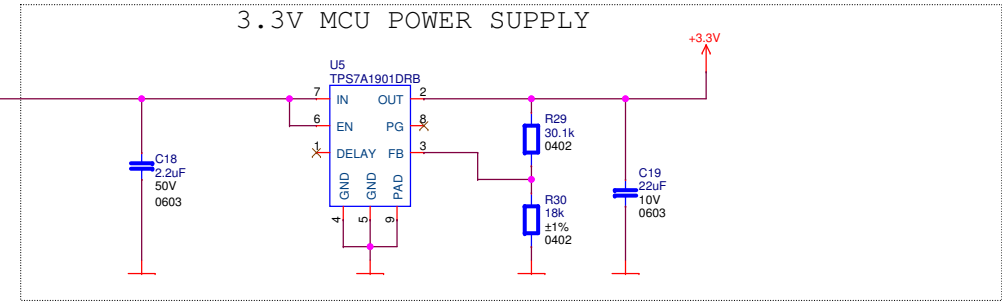 3.3V MCU POWER SUPPLY
+3.3V
U5
TPS7A1901DRB
7
IN
OUT
2
6
EN
PG
8
1
DELAY
FB
3
GND
GND
PAD
4
5
9
C18
2.2uF
50V
0603
R29
30.1k
0402
R30
18k
±1%
0402
C19
22uF
10V
0603